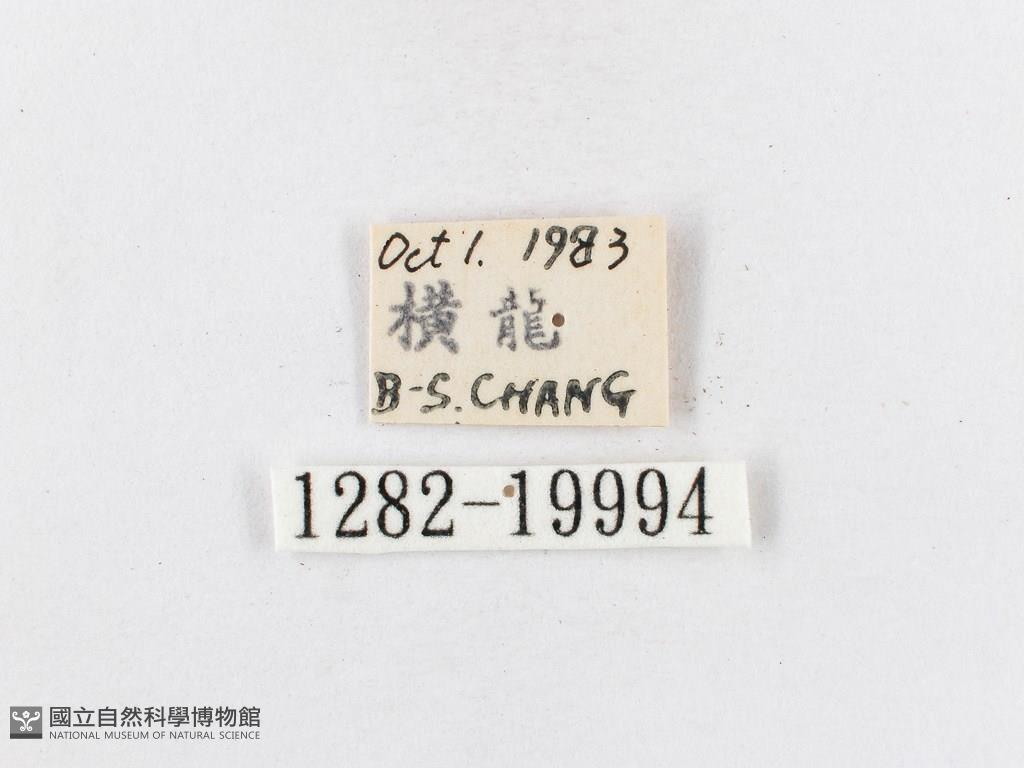 Oct 1. 1983
橫龍
B-S. CHANG
1282-19994
國立自然科學博物館
NATIONAL MUSEUM OF NATURAL SCIENCE